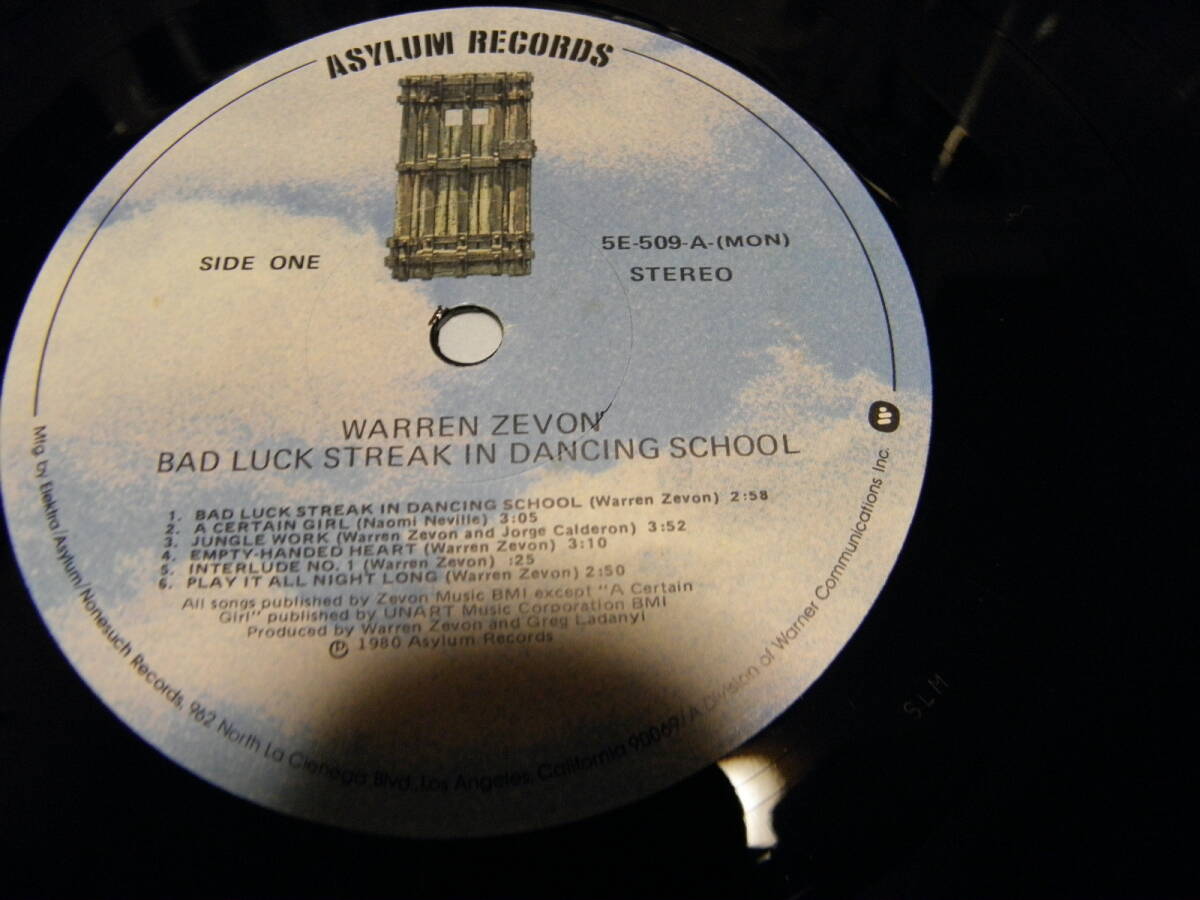 ASYLUM RECORDS
SIDE ONE
5E-509-A-(MON)
STEREO
WARREN ZEVON
BAD LUCK STREAK IN DANCING SCHOOL
1. BAD LUCK STREAK IN DANCING SCHOOL (Warren Zevon) 2:58
2. A CERTAIN GIRL (Naomi Neville) 3:05
3. JUNGLE WORK (Warren Zevon and Jorge Calderon) 3:52
4. EMPTY-HANDED HEART (Warren Zevon) 3:10
5. INTERLUDE NO. 1 (Warren Zevon) :25
6. PLAY IT ALL NIGHT LONG (Warren Zevon) 2:50
All songs published by Zevon Music BMI except "A Certain
Girl" published by UNART Music Corporation BMI
Produced by Warren Zevon and Greg Ladanyi
℗ 1980 Asylum Records
Mfg. by Elektra/Asylum/Nonesuch Records, 962 North La Cienega Blvd., Los Angeles, California 90069/A Division of Warner Communications Inc.
SLM